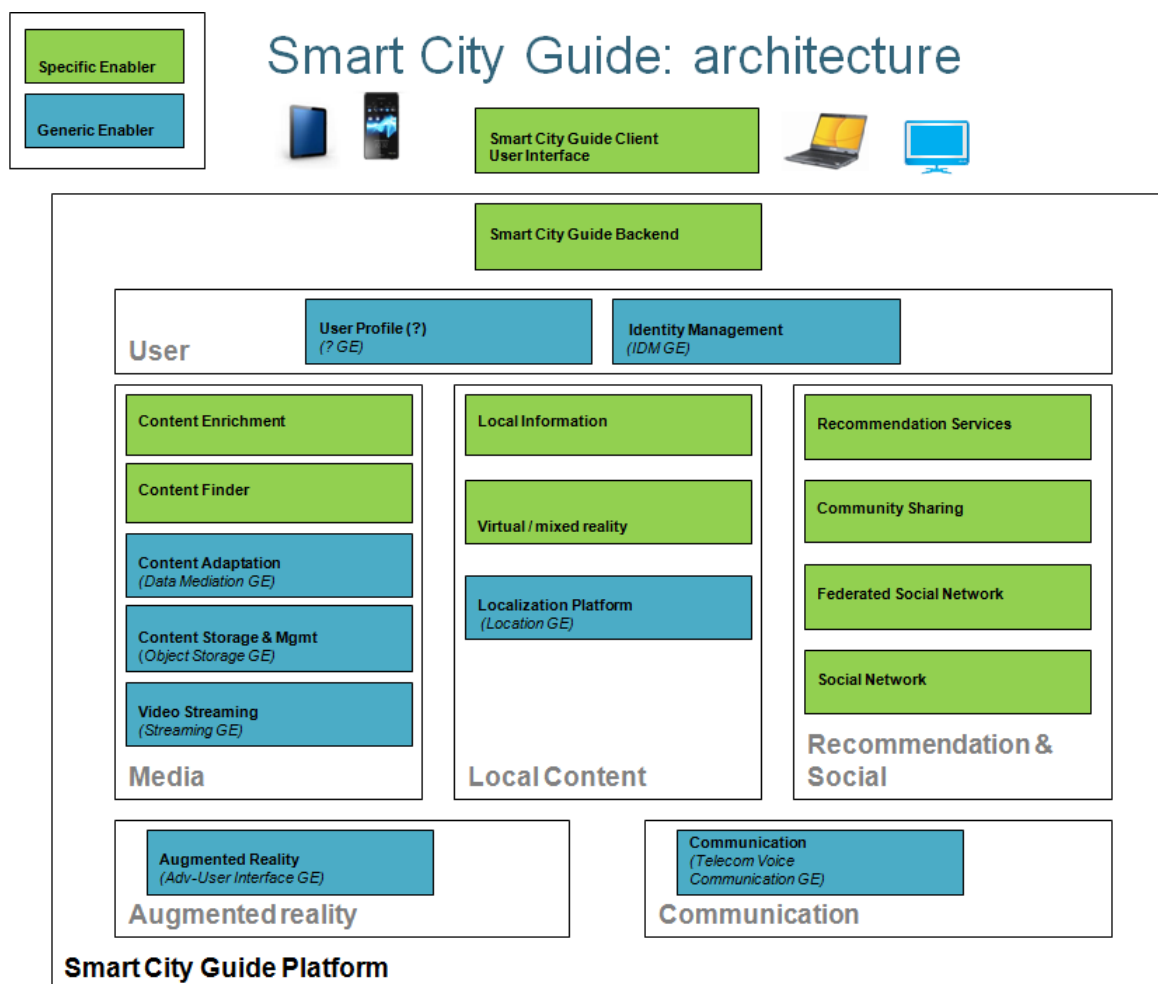 Smart City Guide: architecture
Specific Enabler
Generic Enabler
Smart City Guide Client
User Interface
Smart City Guide Backend
User Profile (?)
(? GE)
Identity Management
(IDM GE)
User
Content Enrichment
Content Finder
Content Adaptation
(Data Mediation GE)
Content Storage & Mgmt
(Object Storage GE)
Video Streaming
(Streaming GE)
Media
Local Information
Virtual / mixed reality
Localization Platform
(Location GE)
Local Content
Recommendation Services
Community Sharing
Federated Social Network
Social Network
Recommendation &
Social
Augmented Reality
(Adv-User Interface GE)
Augmented reality
Communication
(Telecom Voice
Communication GE)
Communication
Smart City Guide Platform